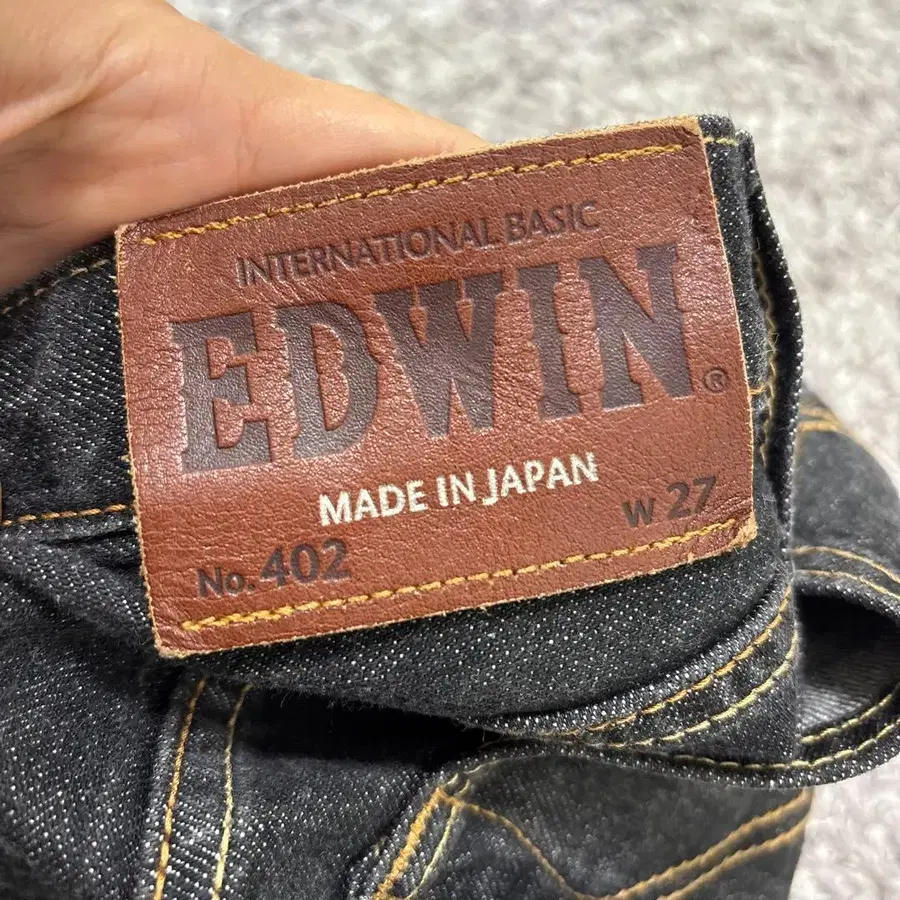 INTERNATIONAL BASIC
EDWIN®
MADE IN JAPAN
No. 402 W 27